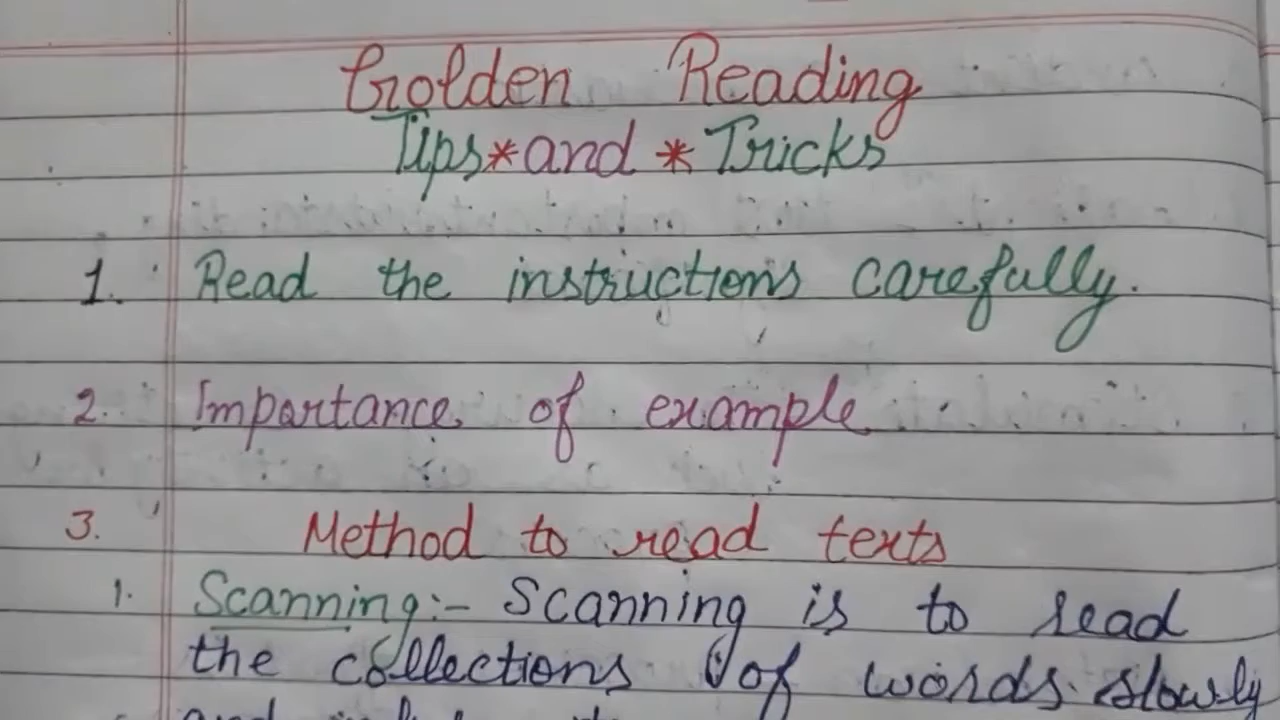 Golden Reading
Tips * and * Tricks
1. Read the instructions carefully.
2. Importance of example
3. Method to read texts
1. Scanning:- Scanning is to read
the collections of words slowly
and